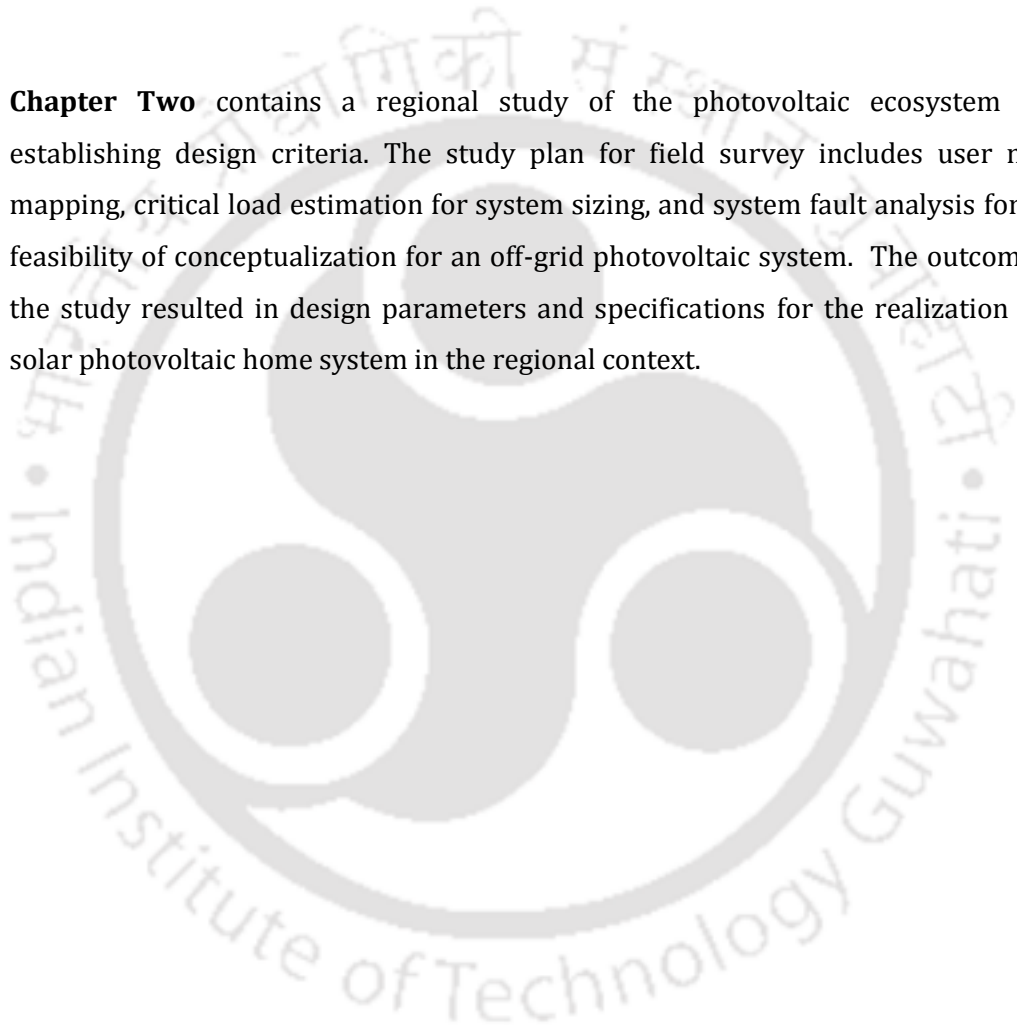 भारतीय प्रौद्योगिकी संस्थान गुवाहाटी
Chapter Two contains a regional study of the photovoltaic ecosystem
establishing design criteria. The study plan for field survey includes user
mapping, critical load estimation for system sizing, and system fault analysis for
feasibility of conceptualization for an off-grid photovoltaic system. The
the study resulted in design parameters and specifications for the realization
solar photovoltaic home system in the regional context.
Indian Institute of Technology Guwahati